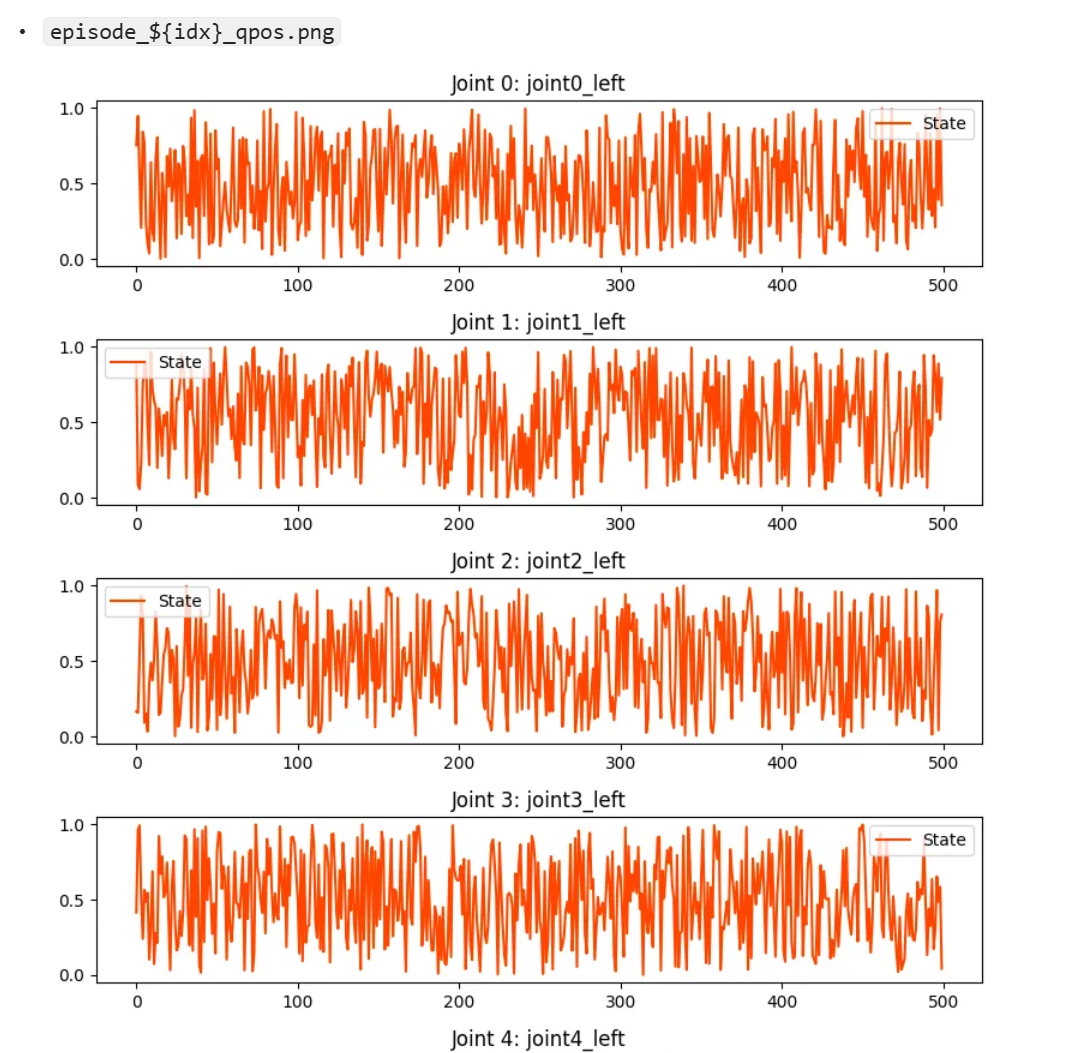 • episode_${idx}_qpos.png
Joint 0: joint0_left
1.0
State
0.5
0.0
0 100 200 300 400 500
Joint 1: joint1_left
1.0
State
0.5
0.0
0 100 200 300 400 500
Joint 2: joint2_left
1.0
State
0.5
0.0
0 100 200 300 400 500
Joint 3: joint3_left
1.0
State
0.5
0.0
0 100 200 300 400 500
Joint 4: joint4_left